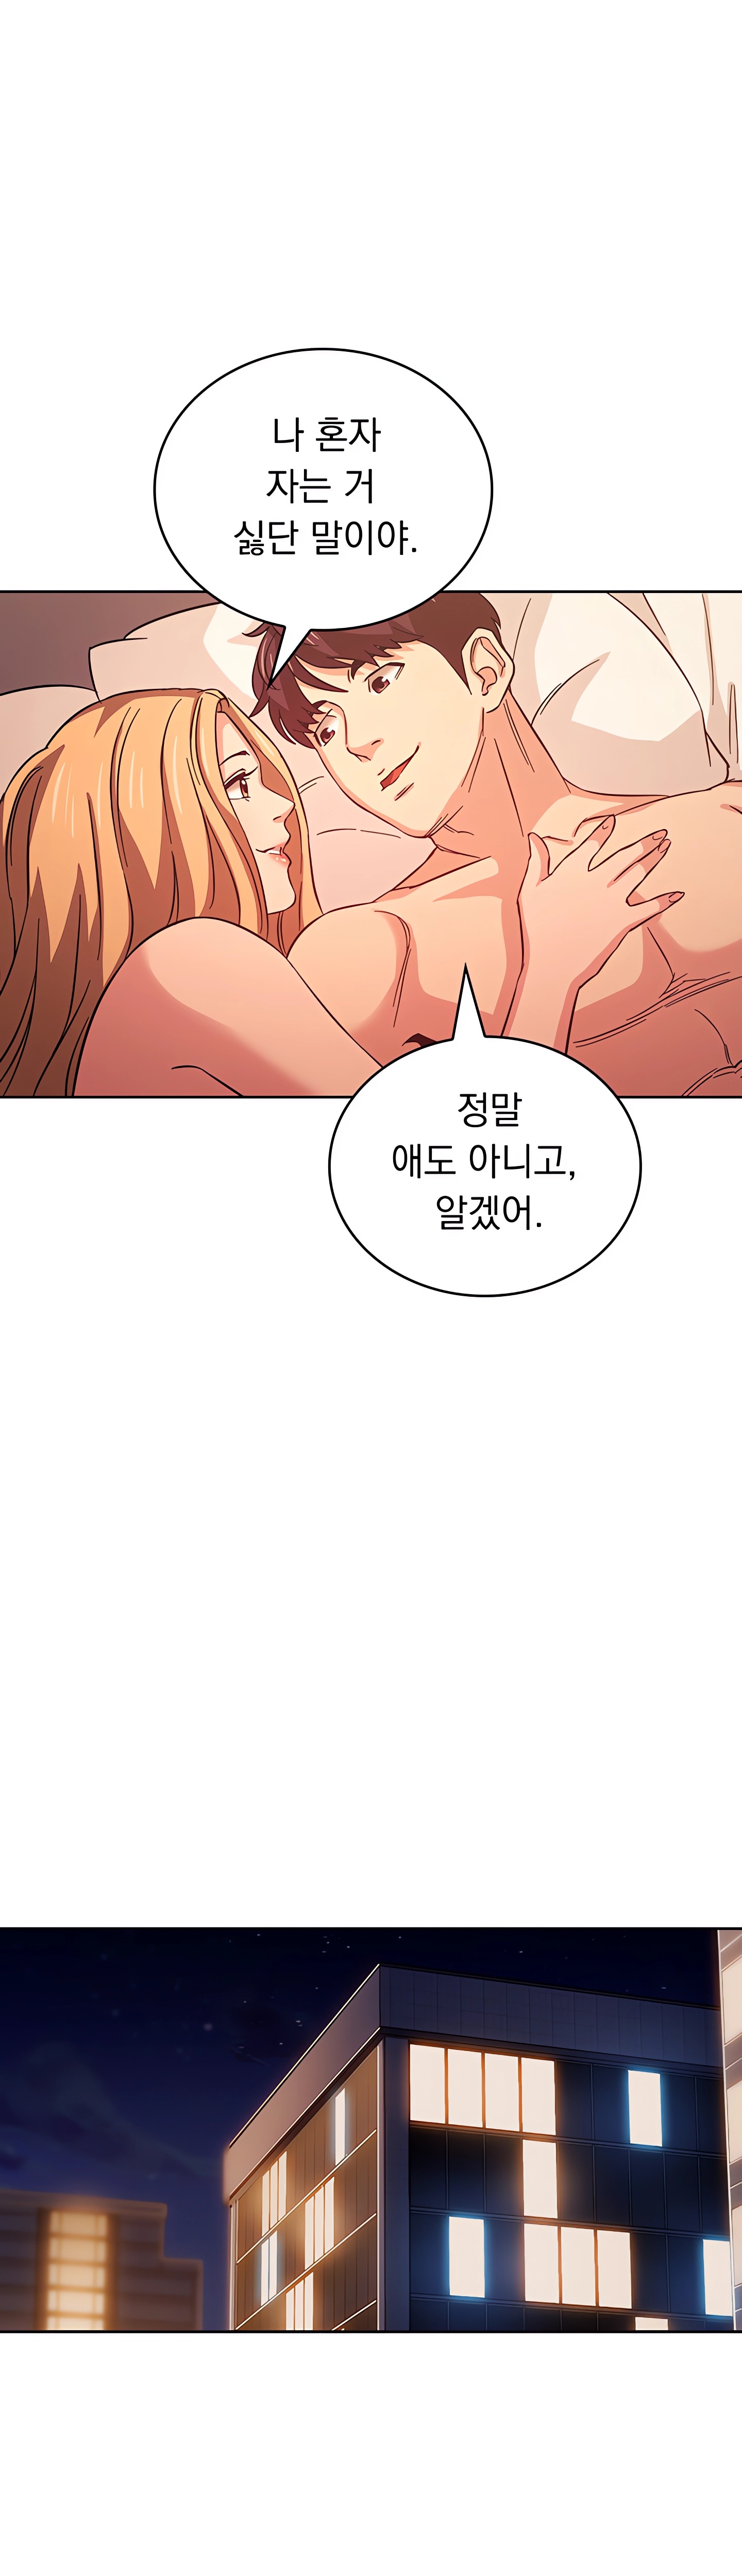 나 혼자
자는 거
싫단 말이야.
정말
애도 아니고,
알겠어.